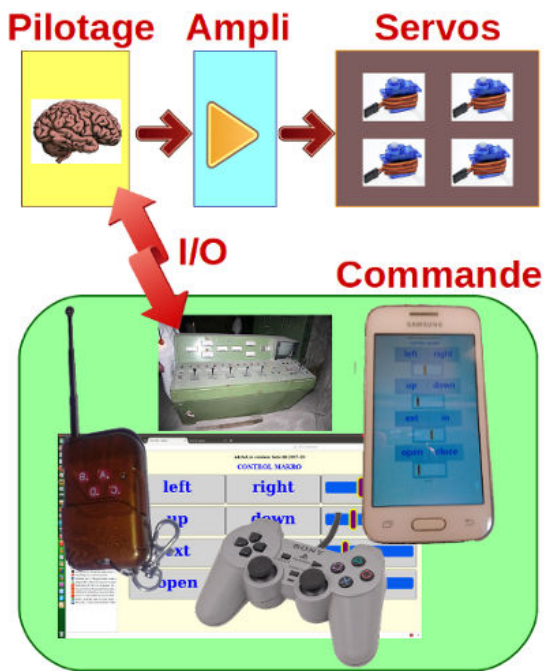 Pilotage Ampli Servos
I/O
Commande
SAMSUNG
left right
up down
ext in
open close
CONTROL MAKRO
left right
up down
ext
open
SONY